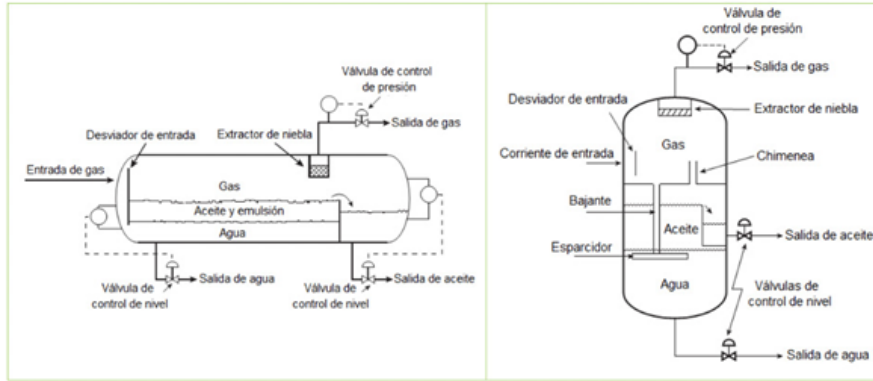 Válvula de control
de presión
Salida de gas
Desviador de entrada
Extractor de niebla
Entrada de gas
Gas
Aceite y emulsión
Agua
Salida de agua
Salida de aceite
Válvula de
control de nivel
Válvula de
control de nivel
Válvula de
control de presión
Salida de gas
Desviador de entrada
Extractor de niebla
Gas
Corriente de entrada
Chimenea
Bajante
Aceite
Salida de aceite
Esparcidor
Agua
Válvulas de
control de nivel
Salida de agua